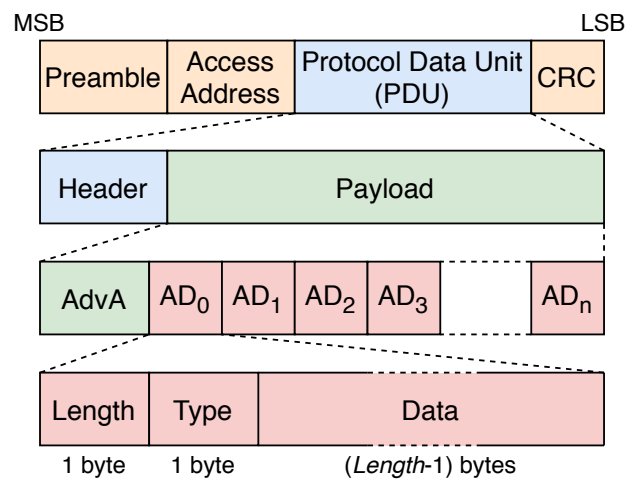 MSB LSB
Preamble Access Address Protocol Data Unit (PDU) CRC
Header Payload
AdvA AD0 AD1 AD2 AD3 ADn
Length Type Data
1 byte 1 byte (Length-1) bytes